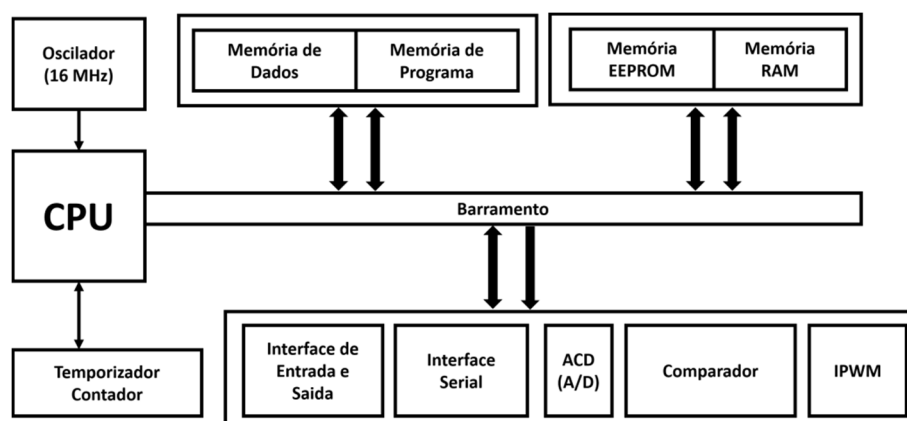 Oscilador
(16 MHz)
Memória de
Dados
Memória de
Programa
Memória
EEPROM
Memória
RAM
CPU
Barramento
Temporizador
Contador
Interface de
Entrada e
Saida
Interface
Serial
ACD
(A/D)
Comparador
IPWM